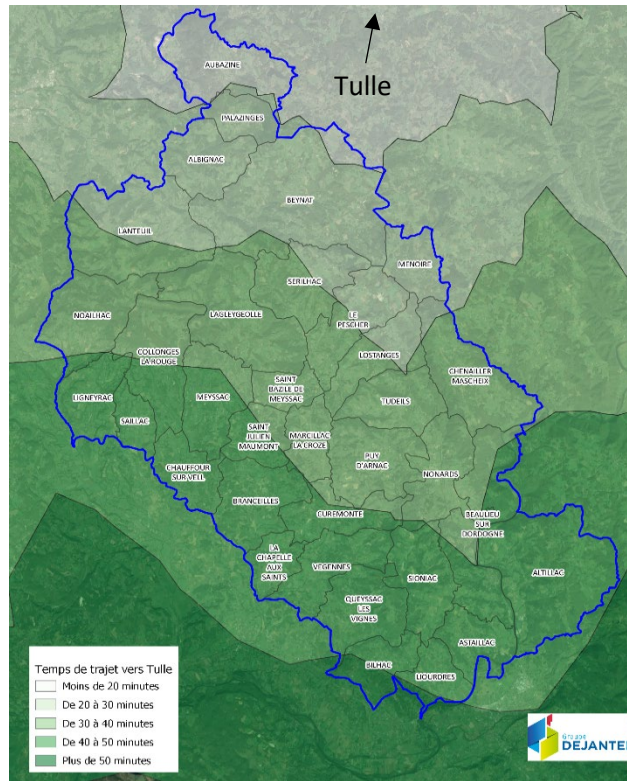 AUBAZINE
Tulle
PALAZINGES
ALBIGNAC
BEYNAT
LANTEUIL
MENOIRE
SERILHAC
NOAILHAC
LAGLEYGEOLLE
LE
PESCHER
COLLONGES
LA ROUGE
LOSTANGES
CHENAILLER
MASCHEIX
LIGNEYRAC
MEYSSAC
SAINT
BAZILE DE
MEYSSAC
TUDEILS
SAILLAC
SAINT
JULIEN
MAUMONT
MARCILLAC
LA CROZE
CHAUFFOUR
SUR VELL
PUY
D'ARNAC
NONARDS
BRANCEILLES
CUREMONTE
BEAULIEU
SUR
DORDOGNE
LA
CHAPELLE
AUX
SAINTS
VEGENNES
SIONIAC
ALTILLAC
QUEYSSAC
LES
VIGNES
ASTAILLAC
BILHAC
LIOURDRES
Temps de trajet vers Tulle
Moins de 20 minutes
De 20 à 30 minutes
De 30 à 40 minutes
De 40 à 50 minutes
Plus de 50 minutes
Groupe
DEJANTE